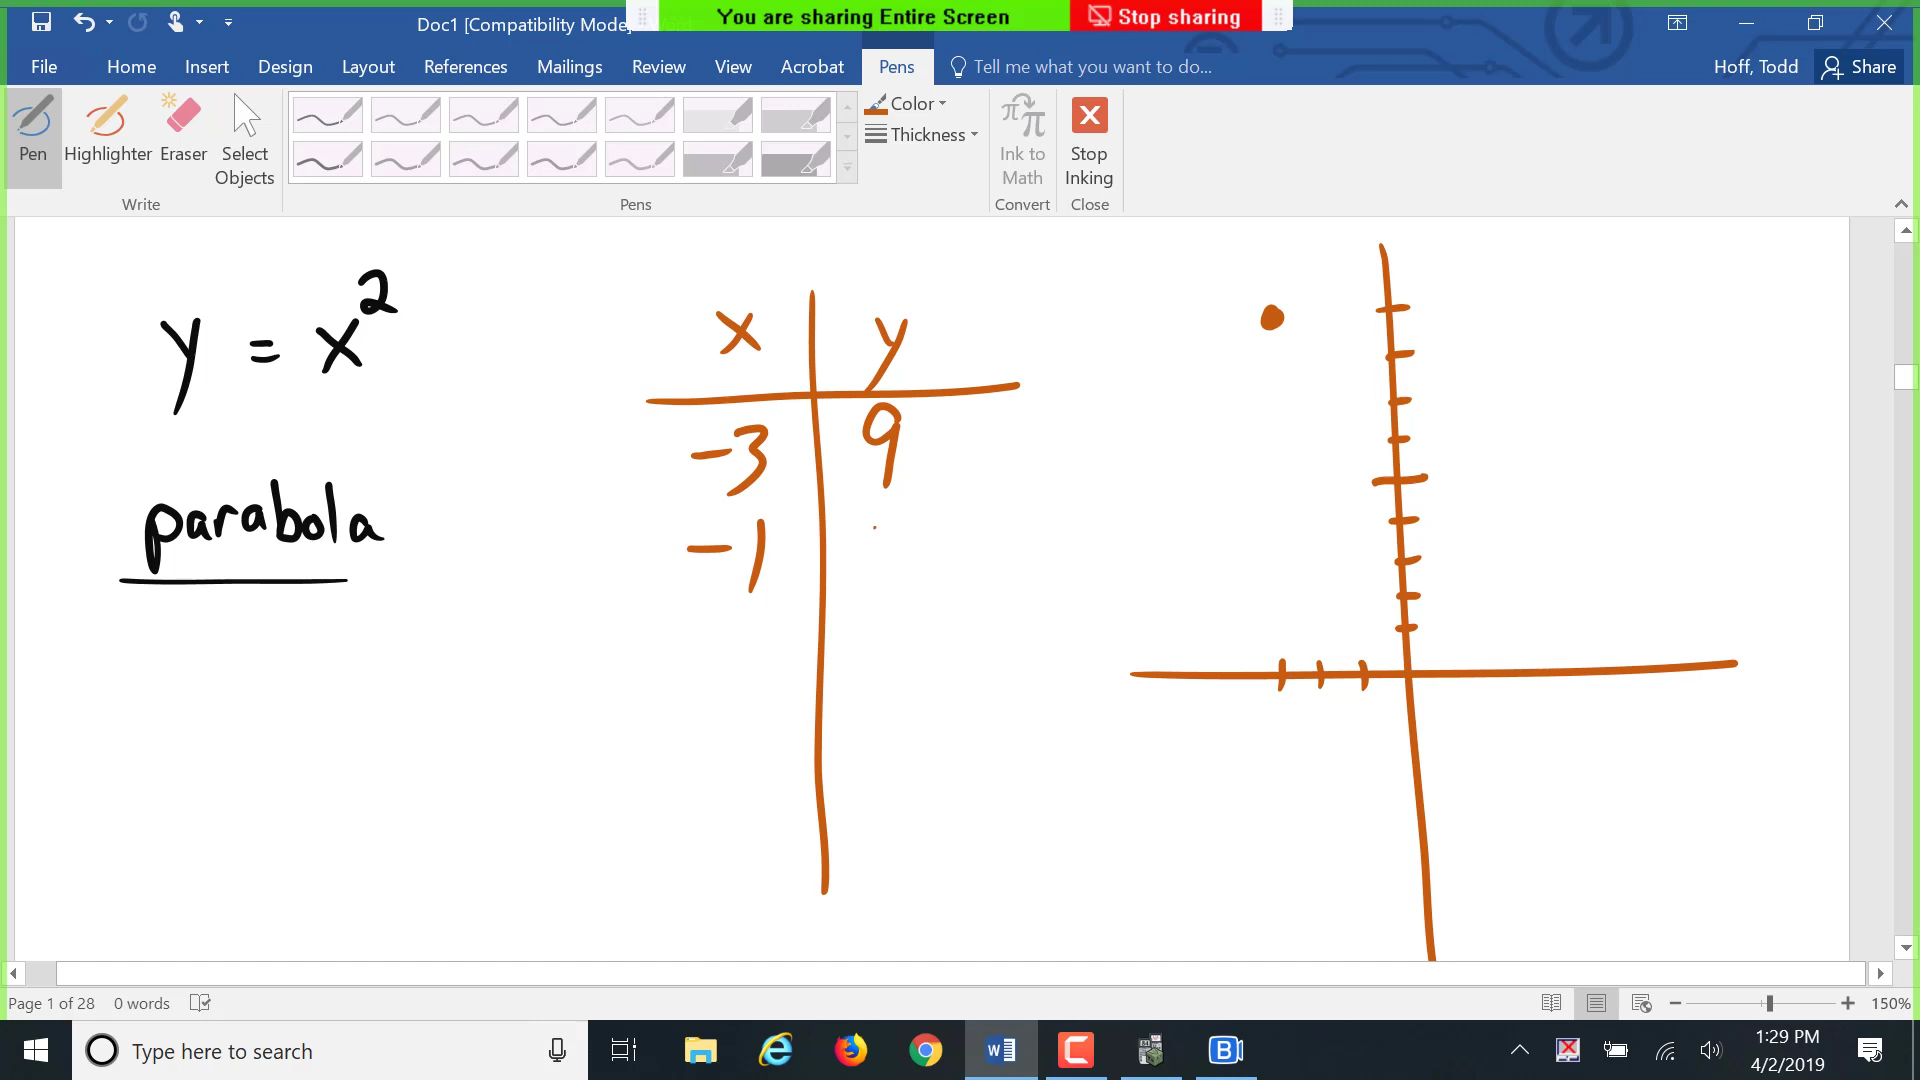 Doc1 [Compatibility Mode]
You are sharing Entire Screen
Stop sharing
File Home Insert Design Layout References Mailings Review View Acrobat Pens Tell me what you want to do... Hoff, Todd Share
Pen Highlighter Eraser Select Objects
Color
Thickness
Ink to Math
Stop Inking
Write Pens Convert Close
y = x²
parabola
x y
-3 9
-1
Page 1 of 28 0 words 150%
Type here to search
1:29 PM
4/2/2019